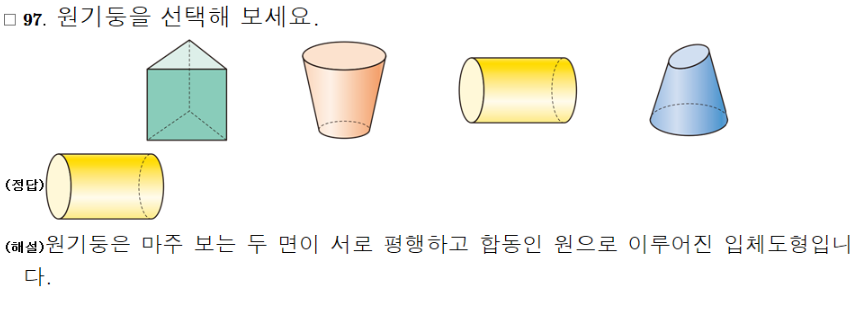 □ 97. 원기둥을 선택해 보세요.
(정답)
(해설)원기둥은 마주 보는 두 면이 서로 평행하고 합동인 원으로 이루어진 입체도형입니
다.